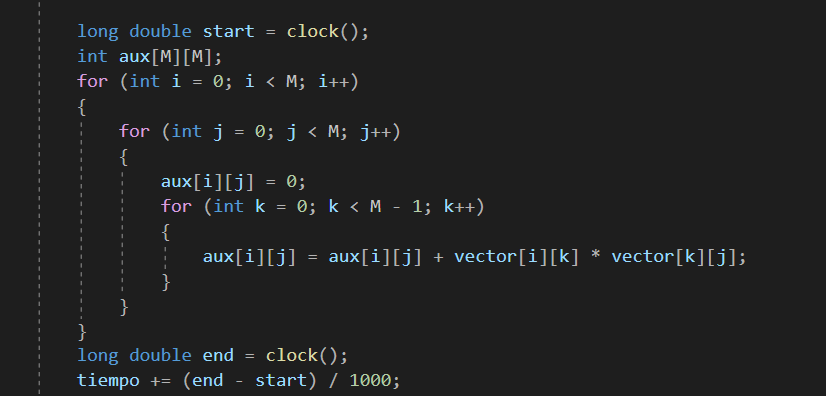 long double start = clock();
int aux[M][M];
for (int i = 0; i < M; i++)
{
for (int j = 0; j < M; j++)
{
aux[i][j] = 0;
for (int k = 0; k < M - 1; k++)
{
aux[i][j] = aux[i][j] + vector[i][k] * vector[k][j];
}
}
}
long double end = clock();
tiempo += (end - start) / 1000;